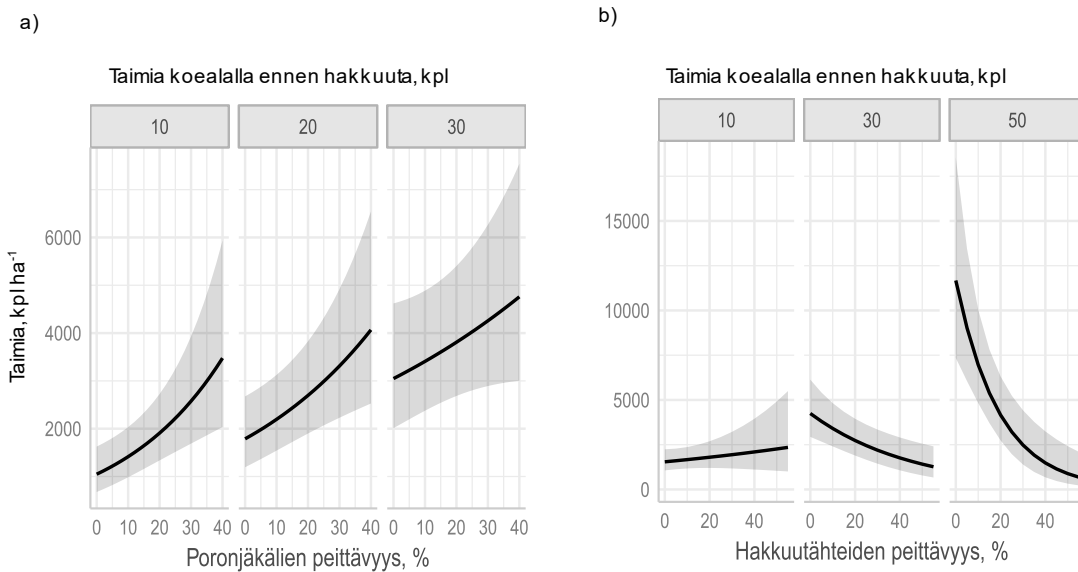 a)
Taimia koealalla ennen hakkuuta, kpl
10 20 30
6000
4000
2000
Taimia, kpl ha-1
0 10 20 30 40 0 10 20 30 40 0 10 20 30 40
Poronjäkälien peittävyys, %
b)
Taimia koealalla ennen hakkuuta, kpl
10 30 50
15000
10000
5000
0
0 20 40 0 20 40 0 20 40
Hakkuutähteiden peittävyys, %